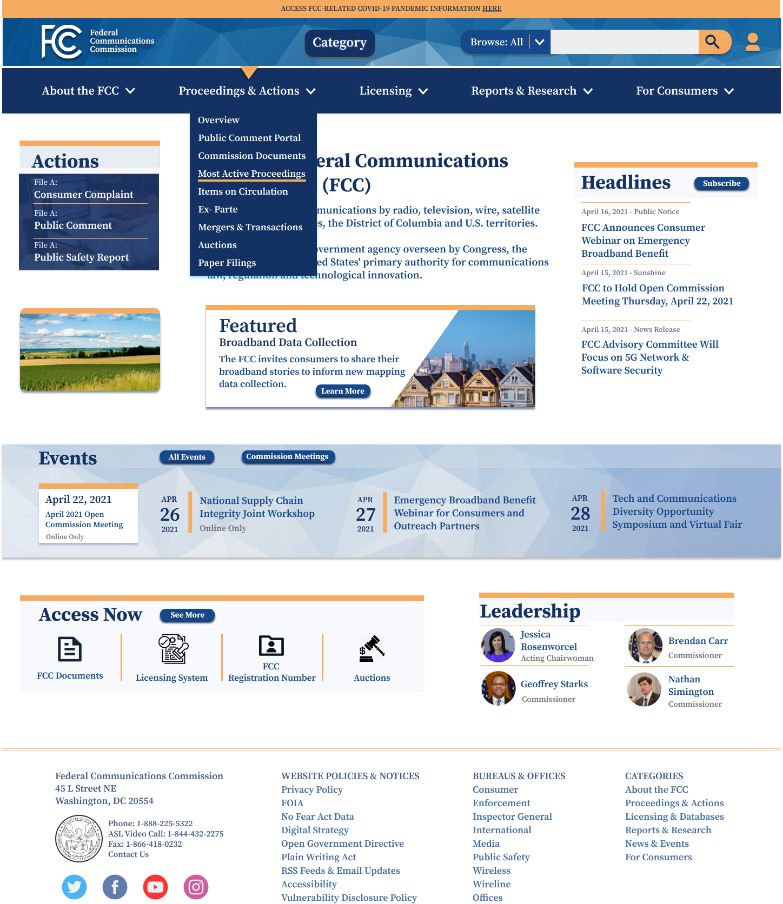 ACCESS FCC-RELATED COVID-19 PANDEMIC INFORMATION HERE
FCC
Federal
Communications
Commission
Category
Browse: All
About the FCC
Proceedings & Actions
Licensing
Reports & Research
For Consumers
Overview
Public Comment Portal
Commission Documents
Most Active Proceedings
Items on Circulation
Ex- Parte
Mergers & Transactions
Auctions
Paper Filings
Actions
File A:
Consumer Complaint
File A:
Public Comment
File A:
Public Safety Report
eral Communications
(FCC)
munications by radio, television, wire, satellite
s, the District of Columbia and U.S. territories.
overnment agency overseen by Congress, the
ed States' primary authority for communications
law, regulation and technological innovation.
Headlines
Subscribe
April 16, 2021 - Public Notice
FCC Announces Consumer
Webinar on Emergency
Broadband Benefit
April 15, 2021 - Sunshine
FCC to Hold Open Commission
Meeting Thursday, April 22, 2021
April 15, 2021 - News Release
FCC Advisory Committee Will
Focus on 5G Network &
Software Security
Featured
Broadband Data Collection
The FCC invites consumers to share their
broadband stories to inform new mapping
data collection.
Learn More
Events
All Events
Commission Meetings
April 22, 2021
April 2021 Open
Commission Meeting
Online Only
APR
26
2021
National Supply Chain
Integrity Joint Workshop
Online Only
APR
27
2021
Emergency Broadband Benefit
Webinar for Consumers and
Outreach Partners
APR
28
2021
Tech and Communications
Diversity Opportunity
Symposium and Virtual Fair
Access Now
See More
FCC Documents
Licensing System
FCC
Registration Number
Auctions
Leadership
Jessica
Rosenworcel
Acting Chairwoman
Brendan Carr
Commissioner
Geoffrey Starks
Commissioner
Nathan
Simington
Commissioner
Federal Communications Commission
45 L Street NE
Washington, DC 20554
Phone: 1-888-225-5322
ASL Video Call: 1-844-432-2275
Fax: 1-866-418-0232
Contact Us
WEBSITE POLICIES & NOTICES
Privacy Policy
FOIA
No Fear Act Data
Digital Strategy
Open Government Directive
Plain Writing Act
RSS Feeds & Email Updates
Accessibility
Vulnerability Disclosure Policy
BUREAUS & OFFICES
Consumer
Enforcement
Inspector General
International
Media
Public Safety
Wireless
Wireline
Offices
CATEGORIES
About the FCC
Proceedings & Actions
Licensing & Databases
Reports & Research
News & Events
For Consumers